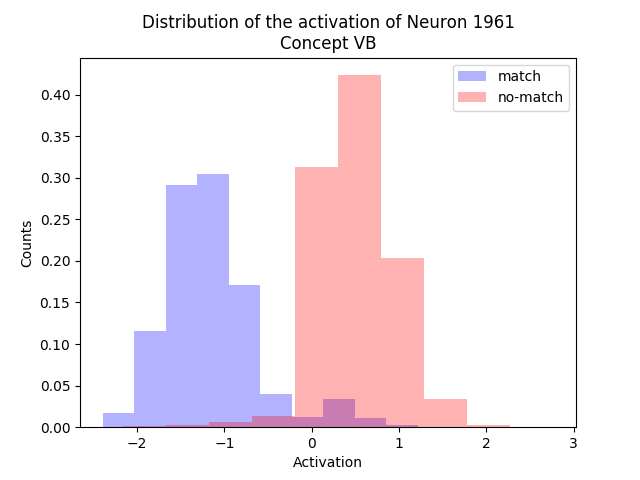 Distribution of the activation of Neuron 1961
Concept VB
match
no-match
0.40
0.35
0.30
0.25
0.20
0.15
0.10
0.05
0.00
Counts
−2
−1
0
1
2
3
Activation